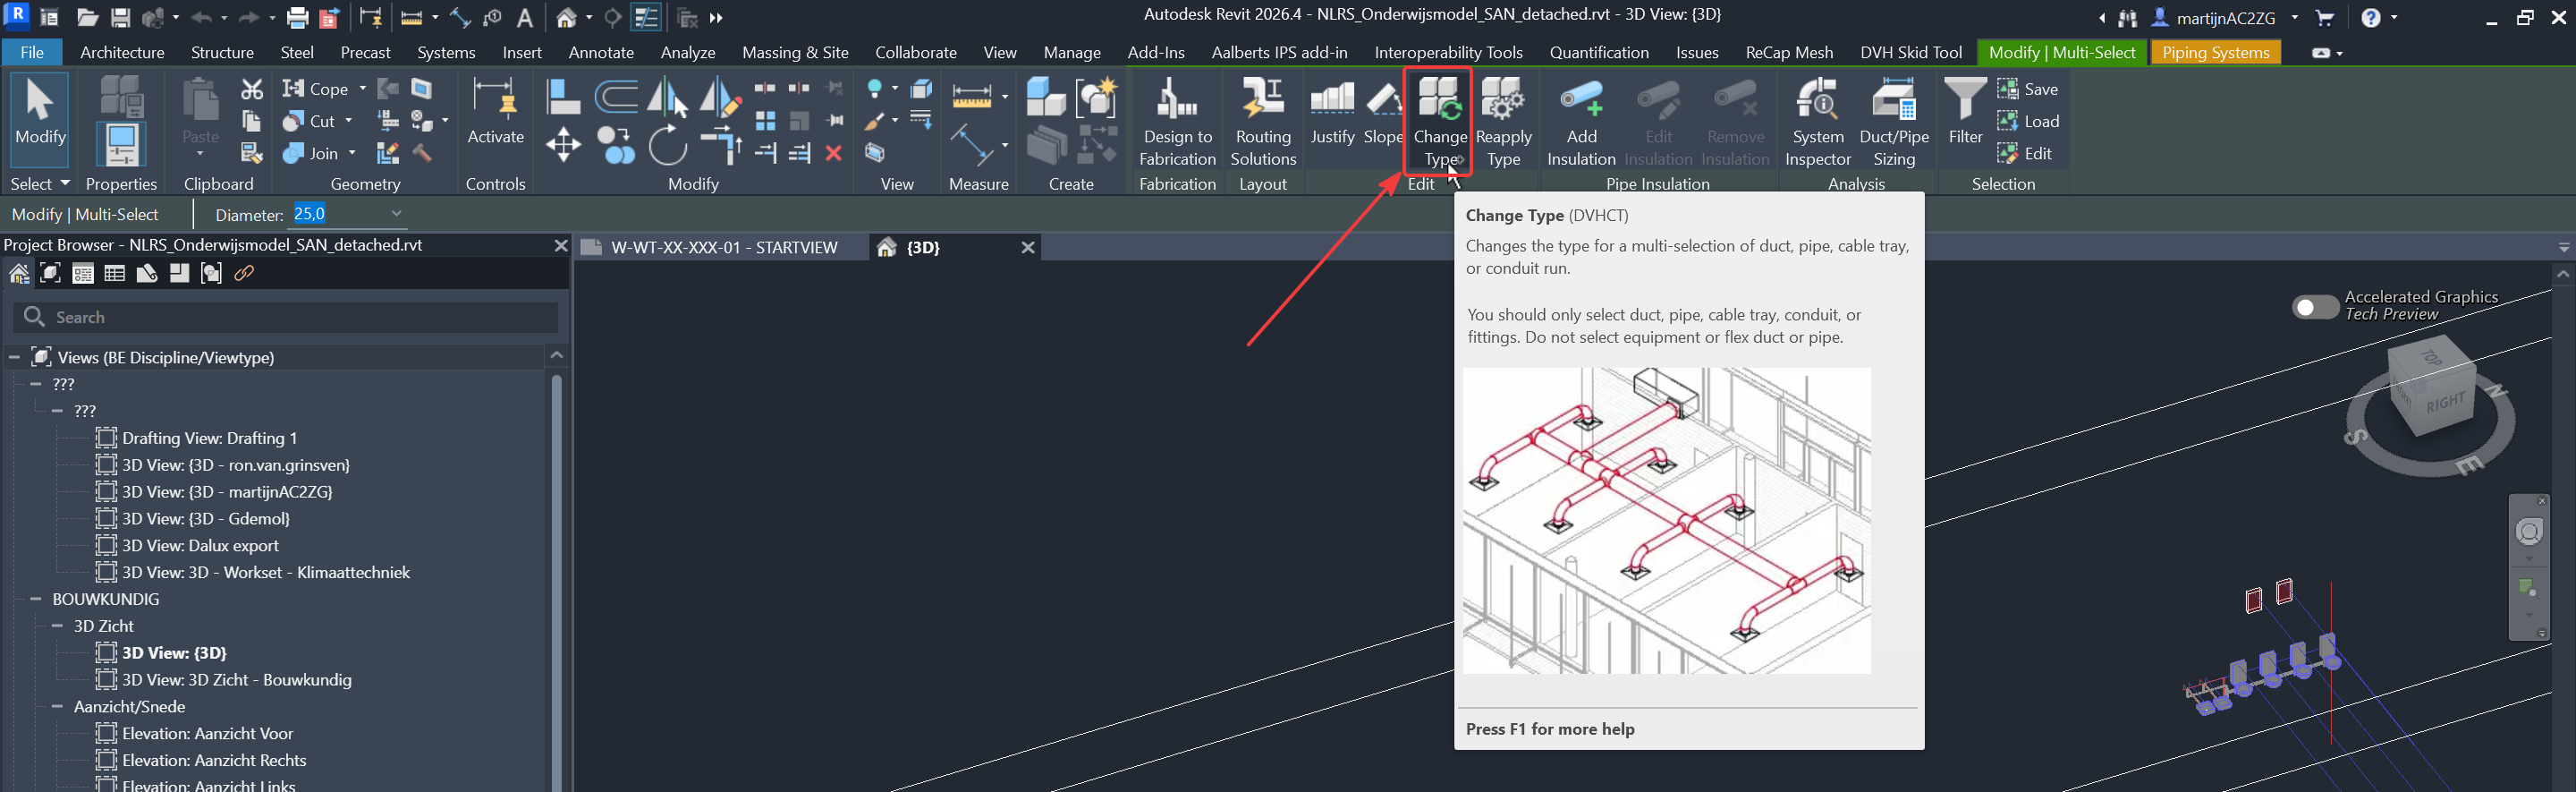 Autodesk Revit 2026.4 - NLRS_Onderwijsmodel_SAN_detached.rvt - 3D View: {3D}
martijnAC2ZG
File
Architecture
Structure
Steel
Precast
Systems
Insert
Annotate
Analyze
Massing & Site
Collaborate
View
Manage
Add-Ins
Aalberts IPS add-in
Interoperability Tools
Quantification
Issues
ReCap Mesh
DVH Skid Tool
Modify | Multi-Select
Piping Systems
Modify
Paste
Cope
Cut
Join
Activate
Design to
Fabrication
Routing
Solutions
Justify
Slope
Change
Type
Reapply
Type
Add
Insulation
Edit
Insulation
Remove
Insulation
System
Inspector
Duct/Pipe
Sizing
Filter
Save
Load
Edit
Select
Properties
Clipboard
Geometry
Controls
Modify
View
Measure
Create
Fabrication
Layout
Edit
Pipe Insulation
Analysis
Selection
Modify | Multi-Select
Diameter: 25,0
Project Browser - NLRS_Onderwijsmodel_SAN_detached.rvt
W-WT-XX-XXX-01 - STARTVIEW
{3D}
Search
Views (BE Discipline/Viewtype)
???
???
Drafting View: Drafting 1
3D View: {3D - ron.van.grinsven}
3D View: {3D - martijnAC2ZG}
3D View: {3D - Gdemol}
3D View: Dalux export
3D View: 3D - Workset - Klimaattechniek
BOUWKUNDIG
3D Zicht
3D View: {3D}
3D View: 3D Zicht - Bouwkundig
Aanzicht/Snede
Elevation: Aanzicht Voor
Elevation: Aanzicht Rechts
Elevation: Aanzicht Links
Change Type (DVHCT)
Changes the type for a multi-selection of duct, pipe, cable tray,
or conduit run.
You should only select duct, pipe, cable tray, conduit, or
fittings. Do not select equipment or flex duct or pipe.
Press F1 for more help
Accelerated Graphics
Tech Preview
TOP
RIGHT
N
S
E